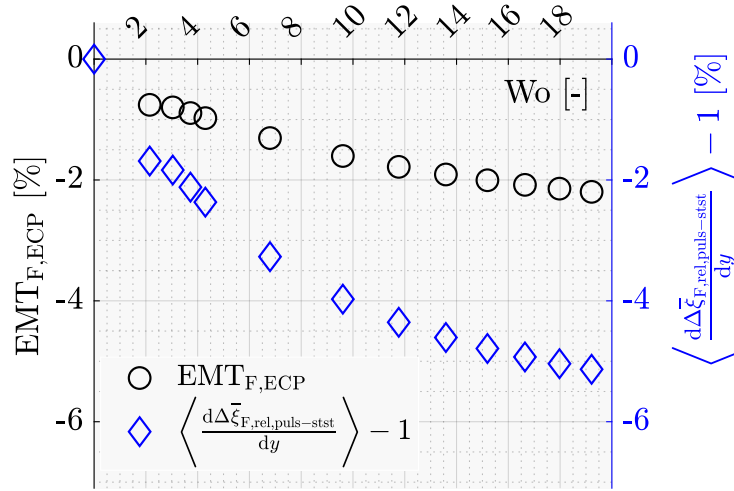 2 4 6 8 10 12 14 16 18
0 0
Wo [-]
-2 -2
-4 -4
-6 -6
EMT_F,ECP [%]
⟨dΔξ̅_F,rel,puls−stst/dy⟩ − 1 [%]
EMT_F,ECP
⟨dΔξ̅_F,rel,puls−stst/dy⟩ − 1